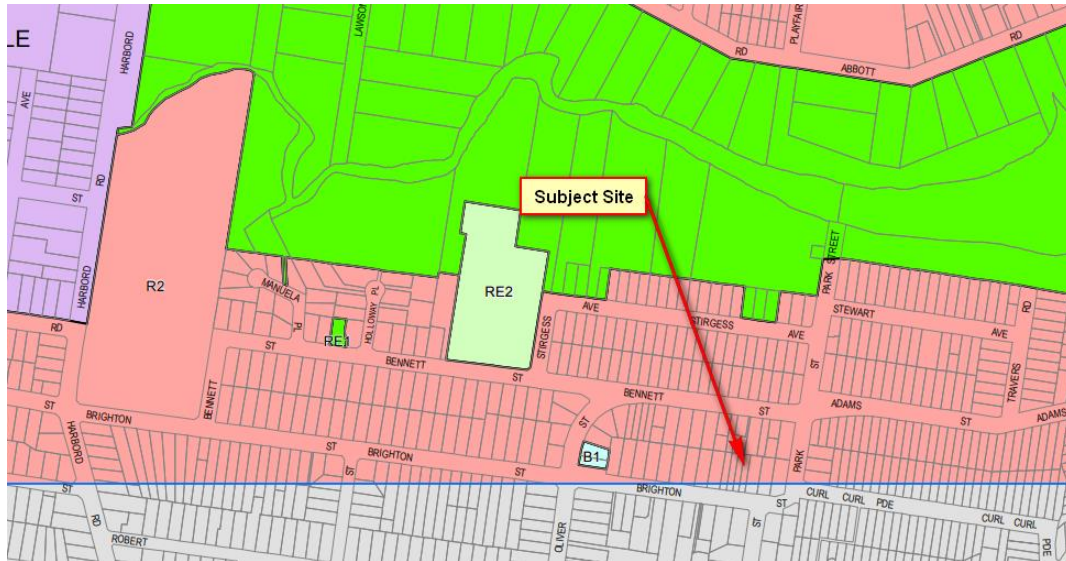 LE
HARBORD
AVE
ST
RD
HARBORD
RD
LAWSON
PLAYFAIR
RD
ABBOTT
RD
Subject Site
R2
RE2
B1
MANUELA
PL
HOLLOWAY PL
STIRGESS
STIRGESS
AVE
AVE
PARK STREET
STEWART
AVE
RD
TRAVERS
ST
BENNETT
ST
BENNETT
ST
ST
ADAMS
ST
ADAMS
BENNETT
ST
BRIGHTON
ST
BRIGHTON
ST
ST
ST
PARK
HARBORD
RD
ST
ROBERT
OLIVER
BRIGHTON
ST
ST
CURL CURL PDE
CURL CURL
PDE